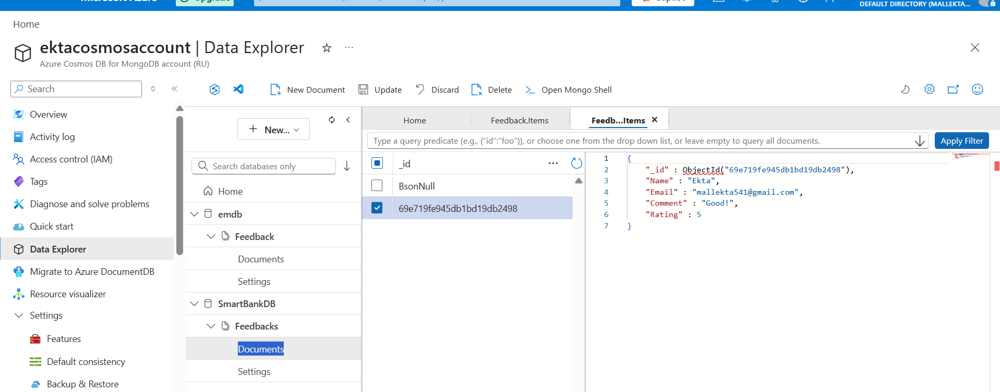 Microsoft Azure
Upgrade
Copilot
DEFAULT DIRECTORY (MALLEKTA...
Home
ektacosmosaccount | Data Explorer
Azure Cosmos DB for MongoDB account (RU)
Search
New Document
Update
Discard
Delete
Open Mongo Shell
Overview
Activity log
Access control (IAM)
Tags
Diagnose and solve problems
Quick start
Data Explorer
Migrate to Azure DocumentDB
Resource visualizer
Settings
Features
Default consistency
Backup & Restore
New...
Search databases only
Home
emdb
Feedback
Documents
Settings
SmartBankDB
Feedbacks
Documents
Settings
Home
Feedback.Items
Feedb...Items
Type a query predicate (e.g., {"id":"foo"}), or choose one from the drop down list, or leave empty to query all documents.
Apply Filter
_id
BsonNull
69e719fe945db1bd19db2498
1 {
2 "_id" : ObjectId("69e719fe945db1bd19db2498"),
3 "Name" : "Ekta",
4 "Email" : "mallekta541@gmail.com",
5 "Comment" : "Good!",
6 "Rating" : 5
7 }